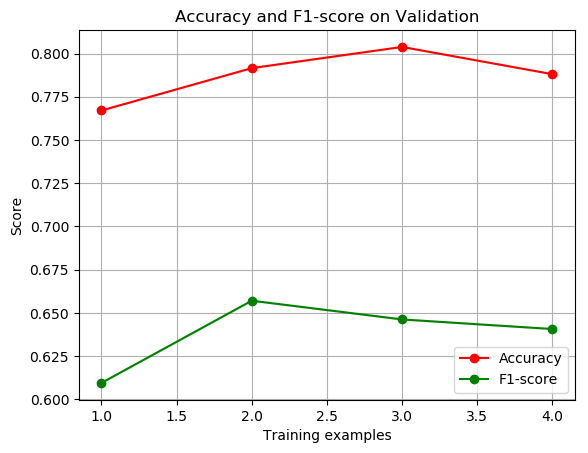 Accuracy and F1-score on Validation
0.800
0.775
0.750
0.725
0.700
0.675
0.650
0.625
0.600
Score
Accuracy
F1-score
1.0 1.5 2.0 2.5 3.0 3.5 4.0
Training examples